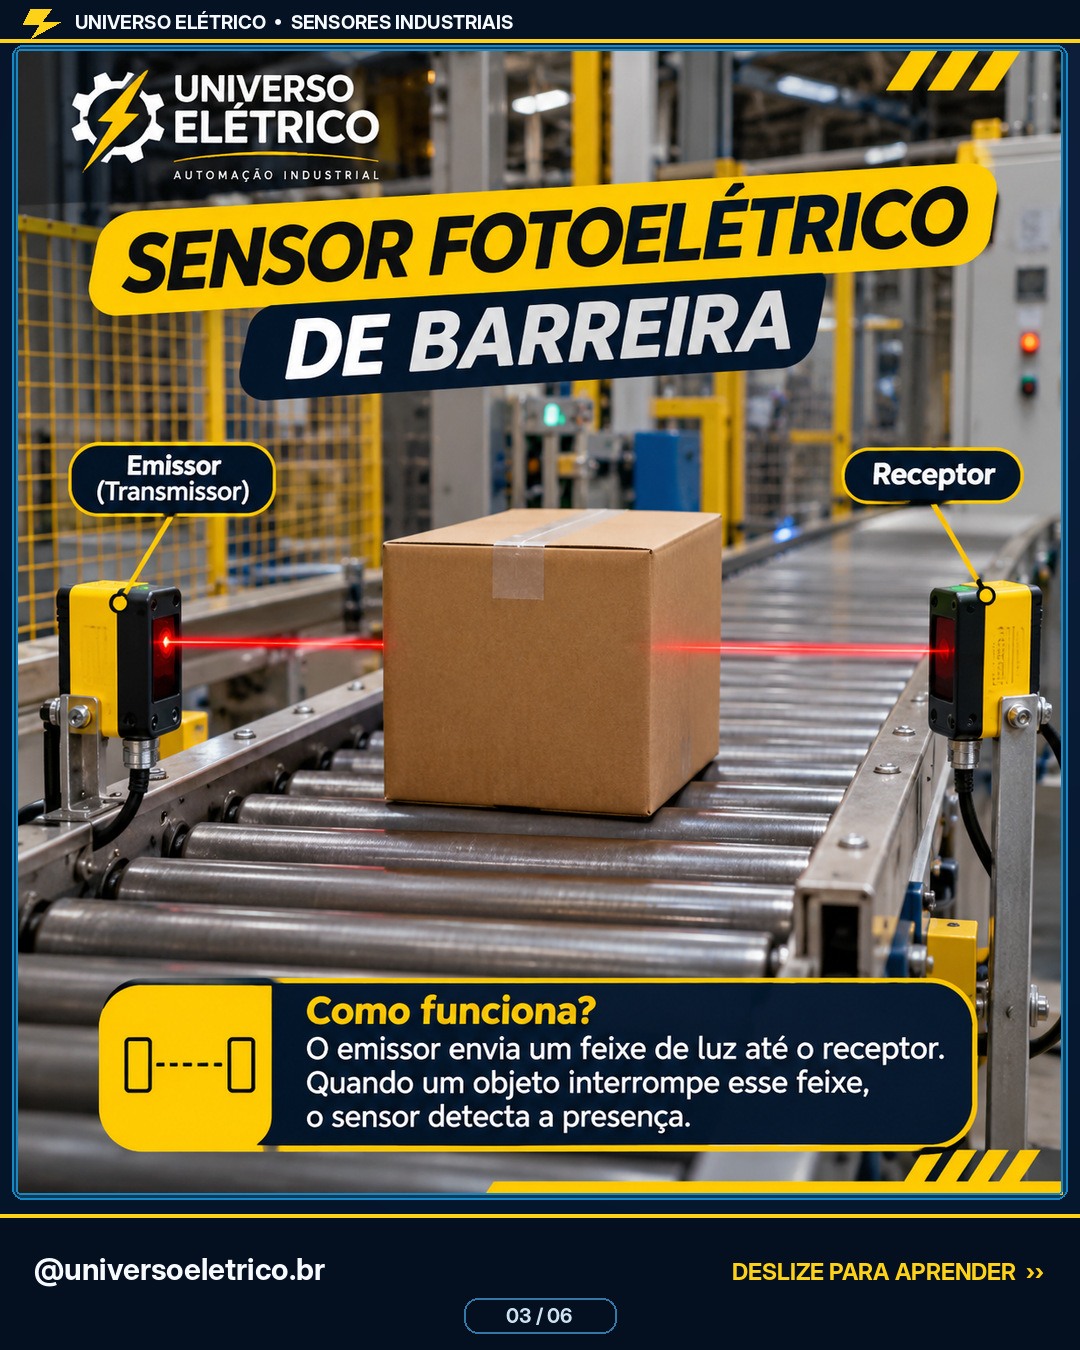 UNIVERSO ELÉTRICO • SENSORES INDUSTRIAIS
UNIVERSO
ELÉTRICO
AUTOMAÇÃO INDUSTRIAL
SENSOR FOTOELÉTRICO
DE BARREIRA
Emissor
(Transmissor)
Receptor
Como funciona?
O emissor envia um feixe de luz até o receptor.
Quando um objeto interrompe esse feixe,
o sensor detecta a presença.
@universoeletrico.br
DESLIZE PARA APRENDER ››
03 / 06